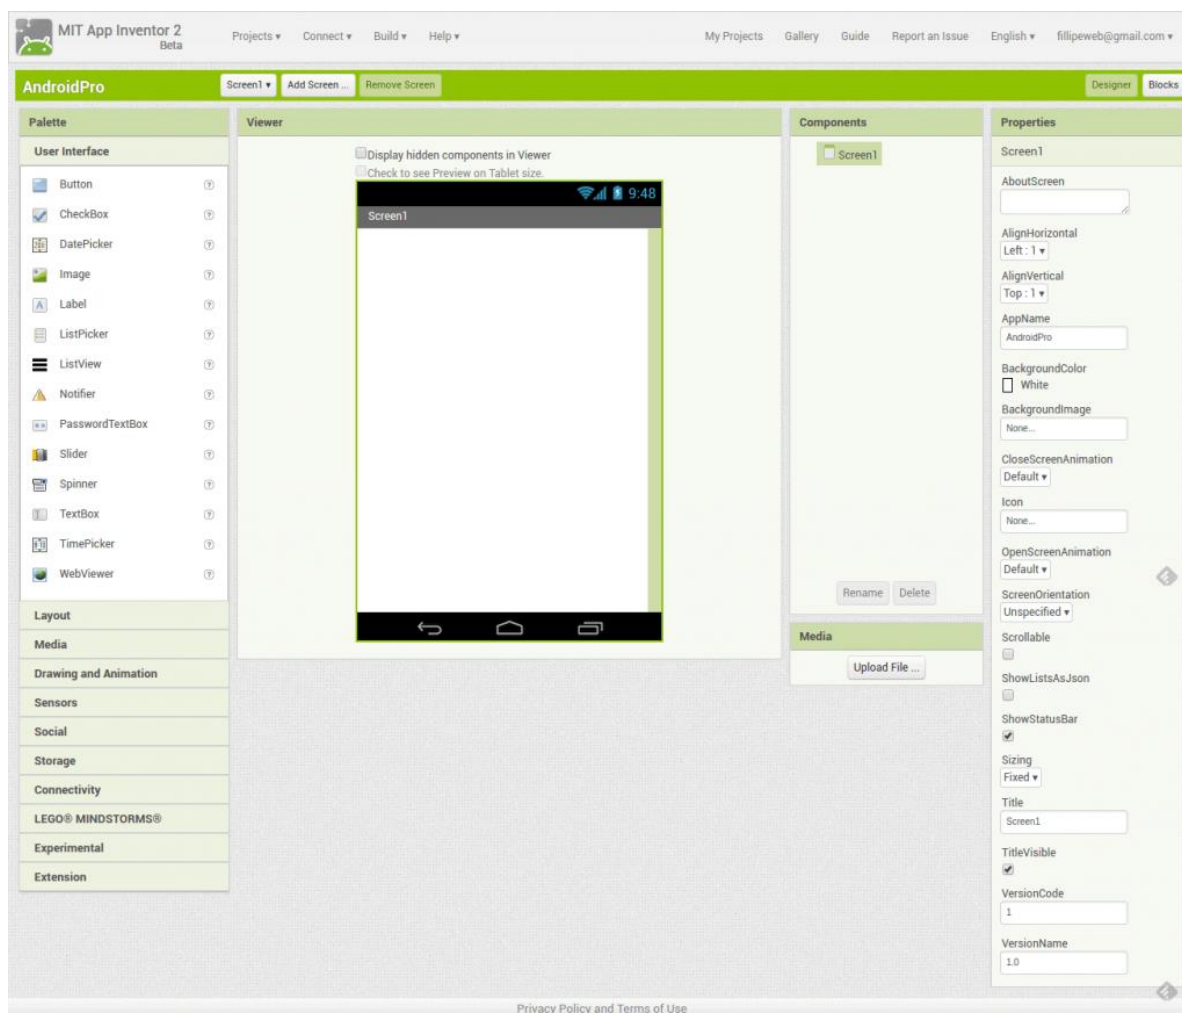 MIT App Inventor 2
Beta
Projects ▾ Connect ▾ Build ▾ Help ▾ My Projects Gallery Guide Report an Issue English ▾ fillipeweb@gmail.com ▾
AndroidPro Screen1 ▾ Add Screen ... Remove Screen Designer Blocks
Palette
User Interface
Button
CheckBox
DatePicker
Image
Label
ListPicker
ListView
Notifier
PasswordTextBox
Slider
Spinner
TextBox
TimePicker
WebViewer
Layout
Media
Drawing and Animation
Sensors
Social
Storage
Connectivity
LEGO® MINDSTORMS®
Experimental
Extension
Viewer
Display hidden components in Viewer
Check to see Preview on Tablet size.
9:48
Screen1
Components
Screen1
Rename Delete
Media
Upload File ...
Properties
Screen1
AboutScreen
AlignHorizontal
Left : 1 ▾
AlignVertical
Top : 1 ▾
AppName
AndroidPro
BackgroundColor
White
BackgroundImage
None...
CloseScreenAnimation
Default ▾
Icon
None...
OpenScreenAnimation
Default ▾
ScreenOrientation
Unspecified ▾
Scrollable
ShowListsAsJson
ShowStatusBar
Sizing
Fixed ▾
Title
Screen1
TitleVisible
VersionCode
1
VersionName
1.0
Privacy Policy and Terms of Use